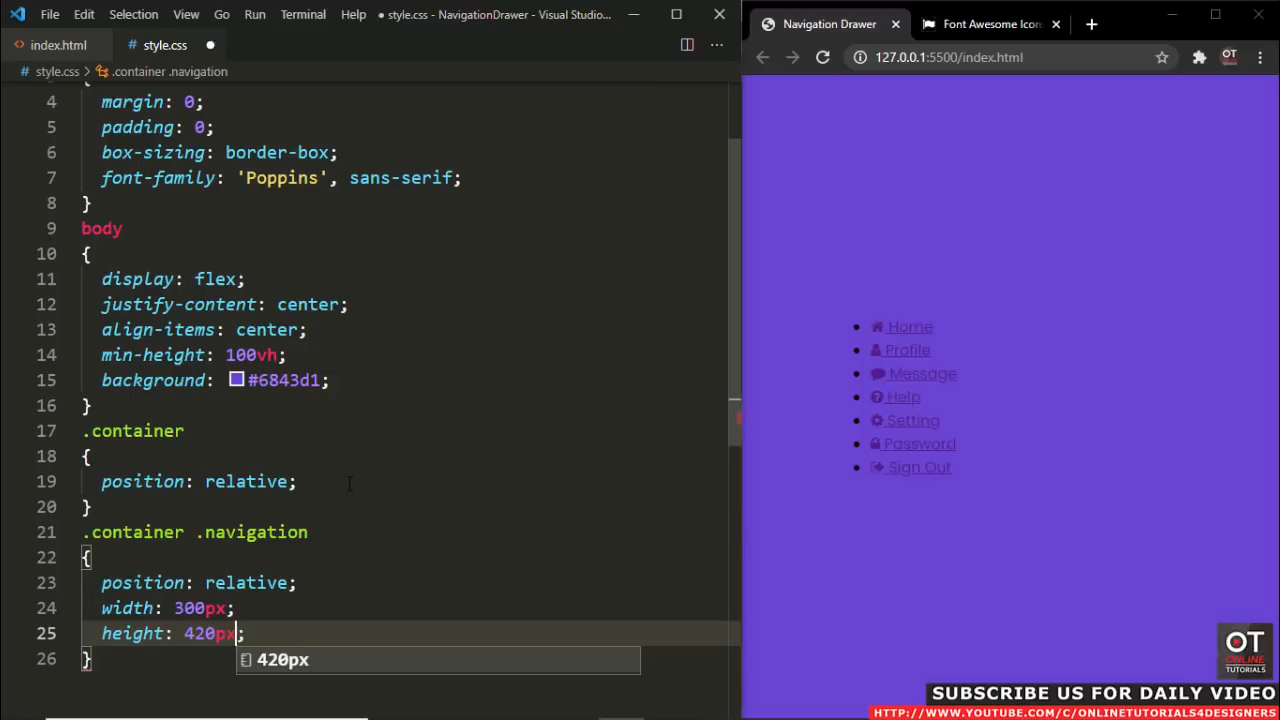 File Edit Selection View Go Run Terminal Help ● style.css - NavigationDrawer - Visual Studio...
index.html # style.css ●
# style.css > .container .navigation
4 margin: 0;
5 padding: 0;
6 box-sizing: border-box;
7 font-family: 'Poppins', sans-serif;
8 }
9 body
10 {
11 display: flex;
12 justify-content: center;
13 align-items: center;
14 min-height: 100vh;
15 background: #6843d1;
16 }
17 .container
18 {
19 position: relative;
20 }
21 .container .navigation
22 {
23 position: relative;
24 width: 300px;
25 height: 420px;
26 }
420px
Navigation Drawer
Font Awesome Icon
127.0.0.1:5500/index.html
OT
• Home
• Profile
• Message
• Help
• Setting
• Password
• Sign Out
OT
ONLINE
TUTORIALS
SUBSCRIBE US FOR DAILY VIDEO
HTTP://WWW.YOUTUBE.COM/C/ONLINETUTORIALS4DESIGNERS